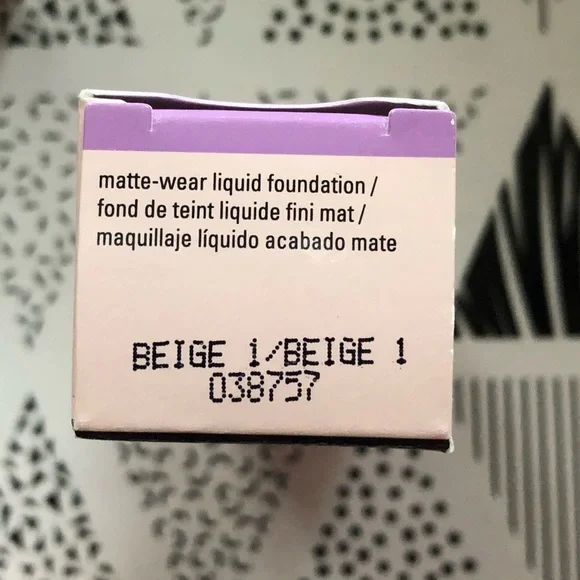 matte-wear liquid foundation /
fond de teint liquide fini mat /
maquillaje líquido acabado mate
BEIGE 1/BEIGE 1
038757